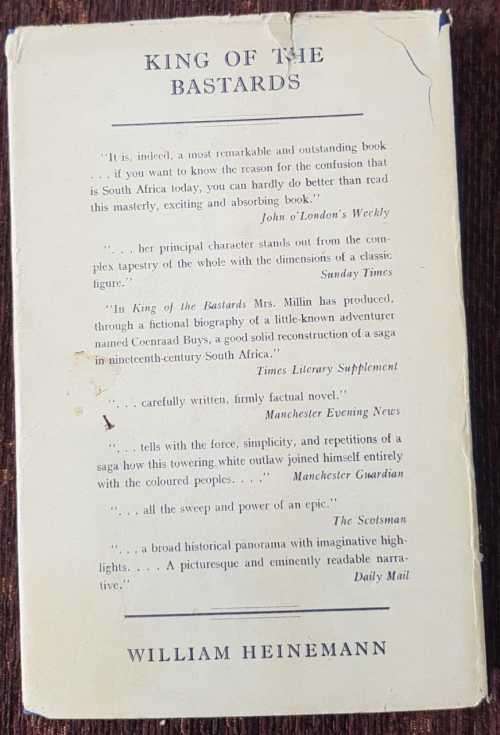 KING OF THE
BASTARDS
"It is, indeed, a most remarkable and outstanding book
. . . if you want to know the reason for the confusion that
is South Africa today, you can hardly do better than read
this masterly, exciting and absorbing book."
John o'London's Weekly
". . . her principal character stands out from the com-
plex tapestry of the whole with the dimensions of a classic
figure."
Sunday Times
"In King of the Bastards Mrs. Millin has produced,
through a fictional biography of a little-known adventurer
named Coenraad Buys, a good solid reconstruction of a saga
in nineteenth-century South Africa."
Times Literary Supplement
". . . carefully written, firmly factual novel."
Manchester Evening News
". . . tells with the force, simplicity, and repetitions of a
saga how this towering white outlaw joined himself entirely
with the coloured peoples. . . ." Manchester Guardian
". . . all the sweep and power of an epic."
The Scotsman
". . . a broad historical panorama with imaginative high-
lights. . . . A picturesque and eminently readable narra-
tive."
Daily Mail
WILLIAM HEINEMANN